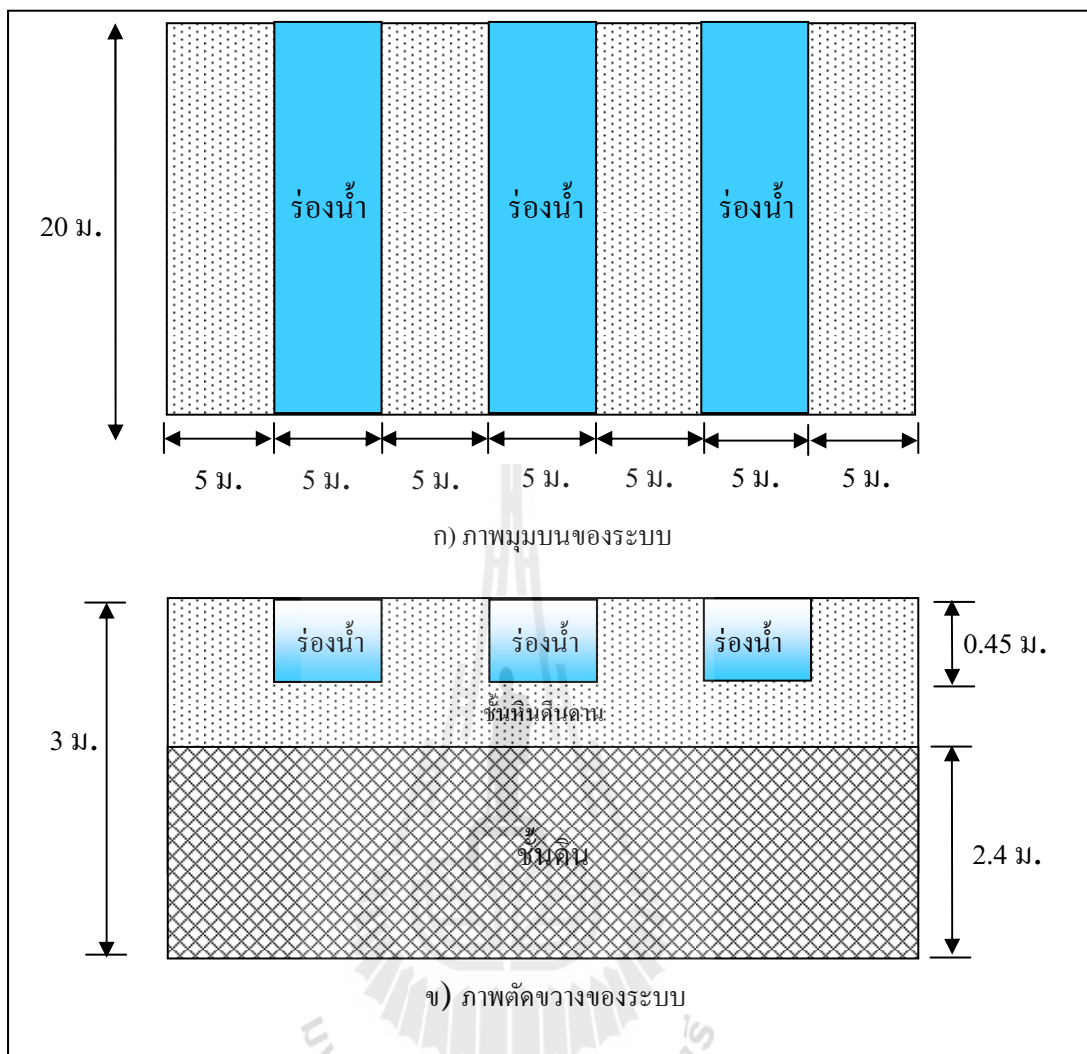 ร่องน้ำ ร่องน้ำ ร่องน้ำ
20 ม.
5 ม. 5 ม. 5 ม. 5 ม. 5 ม. 5 ม. 5 ม.
ก) ภาพมุมบนของระบบ
ร่องน้ำ ร่องน้ำ ร่องน้ำ
0.45 ม.
ชั้นหินดินดาน
3 ม.
ชั้นดิน
2.4 ม.
ข) ภาพตัดขวางของระบบ